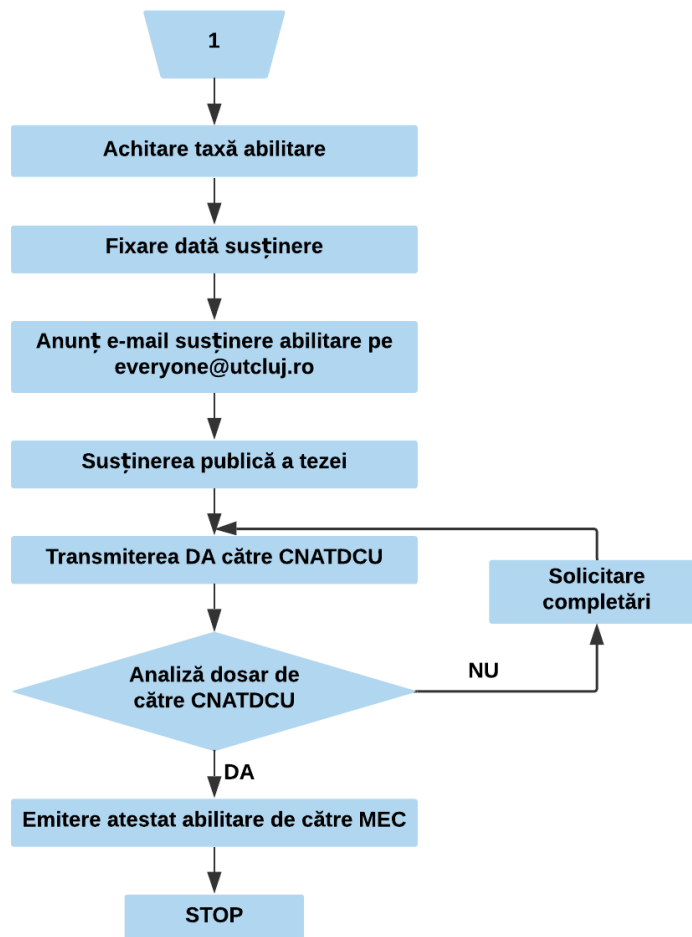 1
Achitare taxă abilitare
Fixare dată susținere
Anunț e-mail susținere abilitare pe
everyone@utcluj.ro
Susținerea publică a tezei
Transmiterea DA către CNATDCU
Solicitare
completări
Analiză dosar de
către CNATDCU
NU
DA
Emitere atestat abilitare de către MEC
STOP